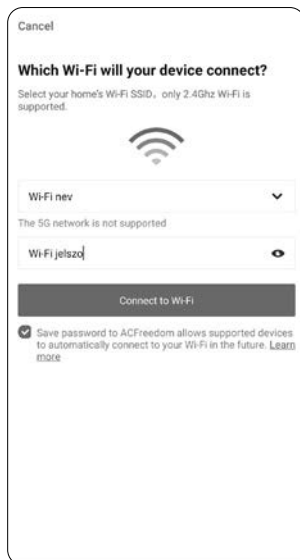 Cancel
Which Wi-Fi will your device connect?
Select your home's Wi-Fi SSID, only 2.4Ghz Wi-Fi is
supported.
Wi-Fi nev
The 5G network is not supported
Wi-Fi jelszo
Connect to Wi-Fi
Save password to ACFreedom allows supported devices
to automatically connect to your Wi-Fi in the future. Learn
more